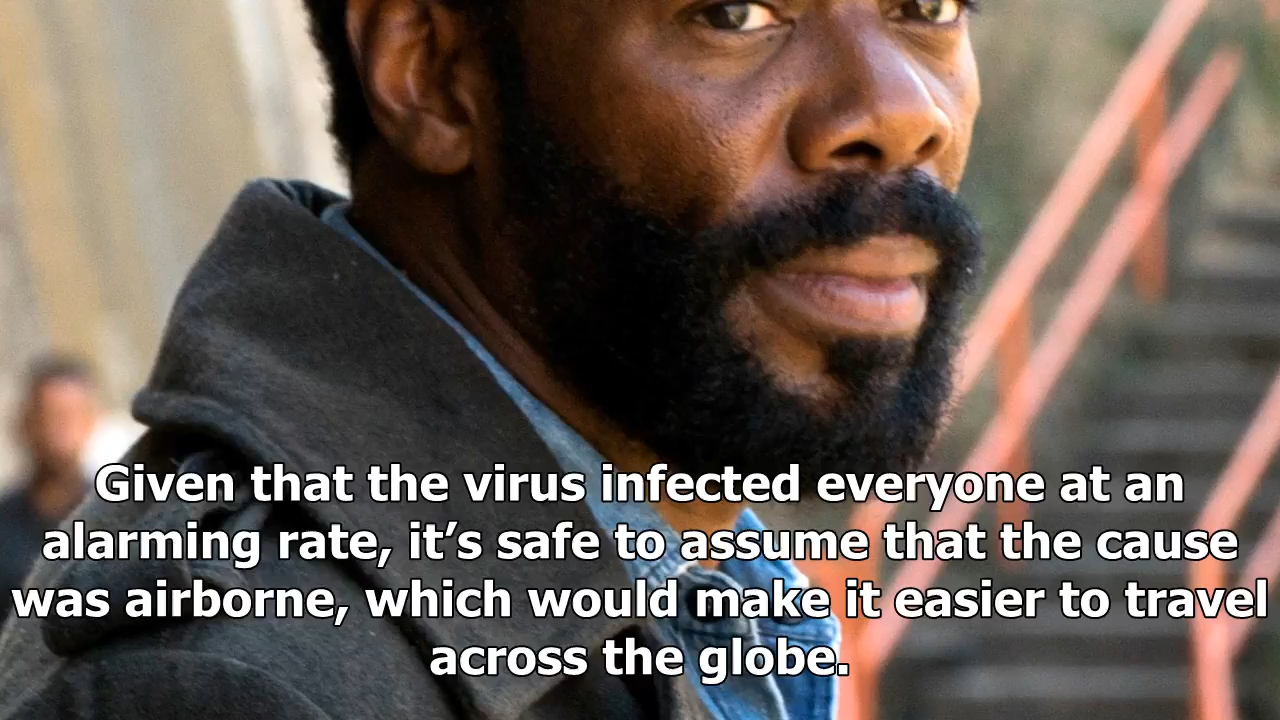 Given that the virus infected everyone at an
alarming rate, it’s safe to assume that the cause
was airborne, which would make it easier to travel
across the globe.